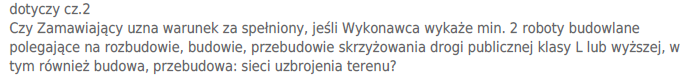 dotyczy cz.2
Czy Zamawiający uzna warunek za spełniony, jeśli Wykonawca wykaże min. 2 roboty budowlane
polegające na rozbudowie, budowie, przebudowie skrzyżowania drogi publicznej klasy L lub wyższej, w
tym również budowa, przebudowa: sieci uzbrojenia terenu?